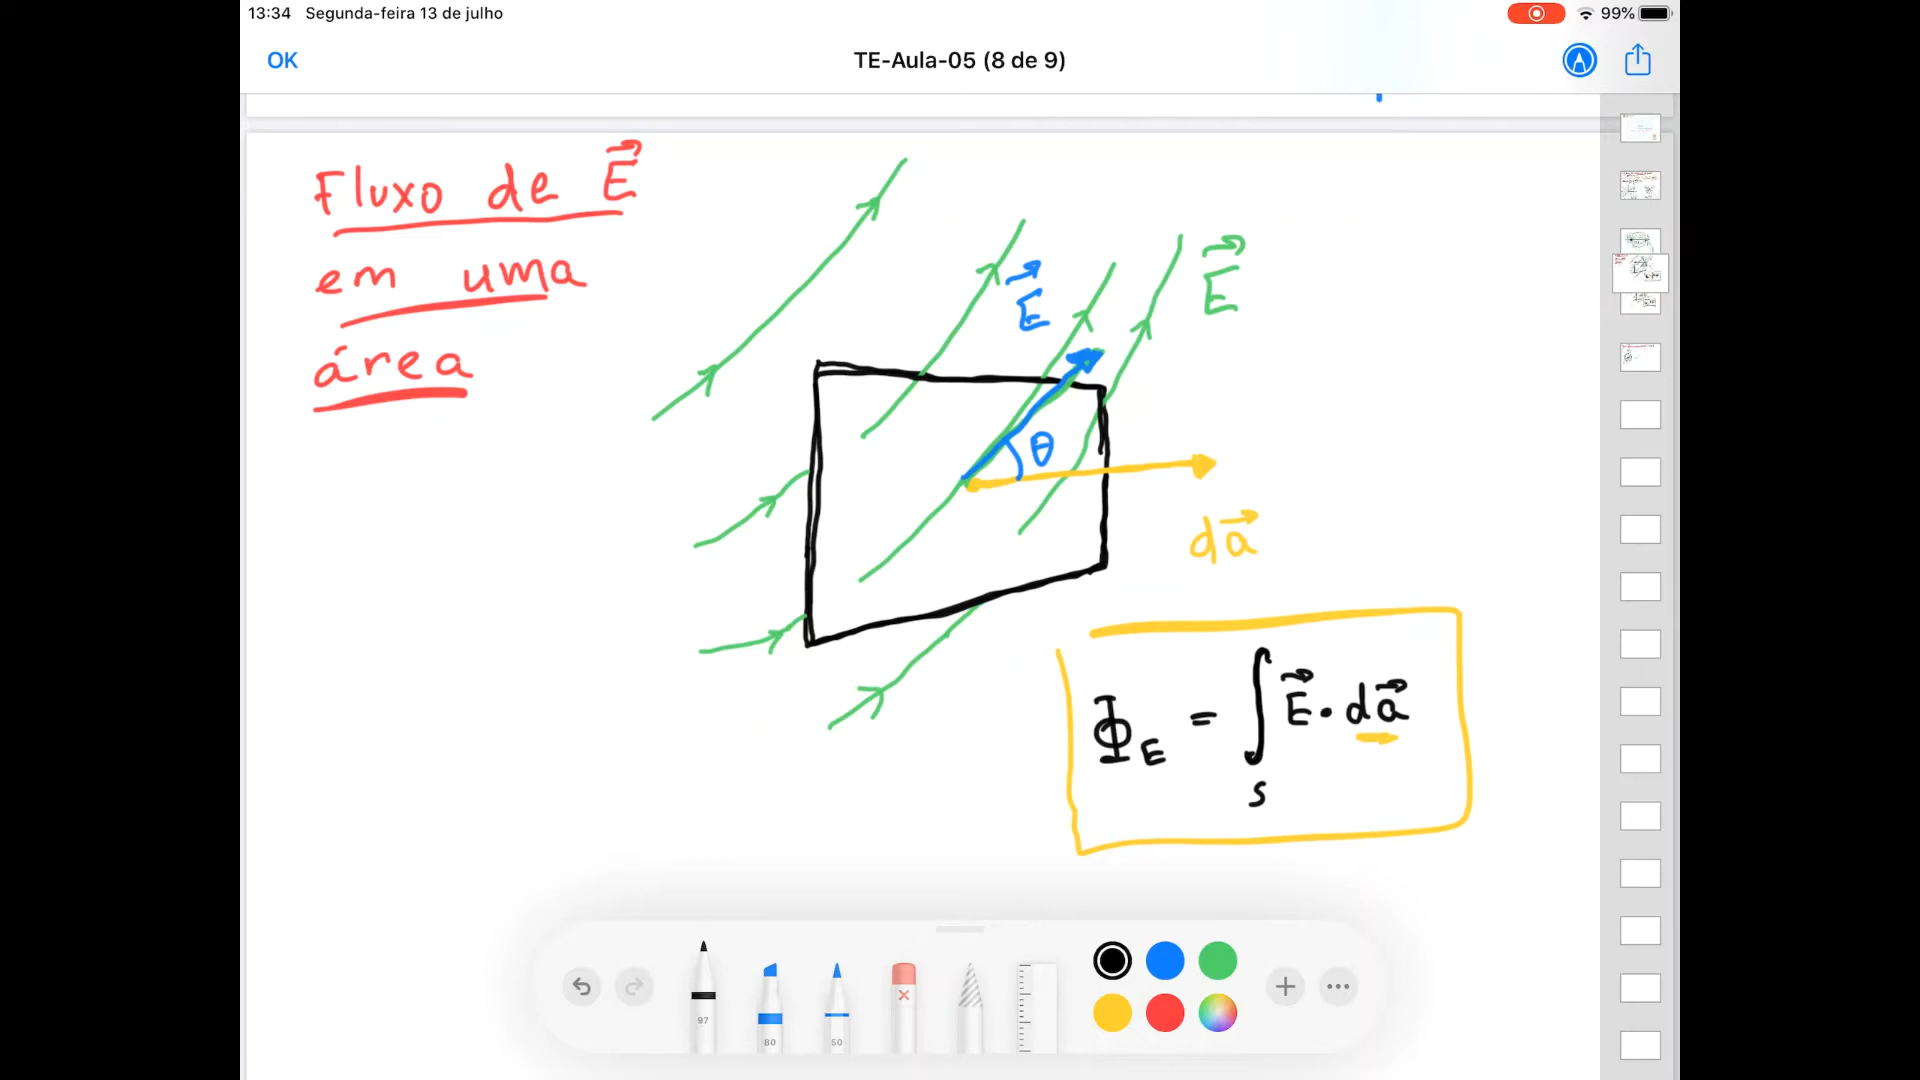 13:34 Segunda-feira 13 de julho
99%
OK
TE-Aula-05 (8 de 9)
Fluxo de E⃗
em uma
área
E⃗
E⃗
θ
da⃗
Φ_E = ∫_S E⃗ · da⃗
97
80
50